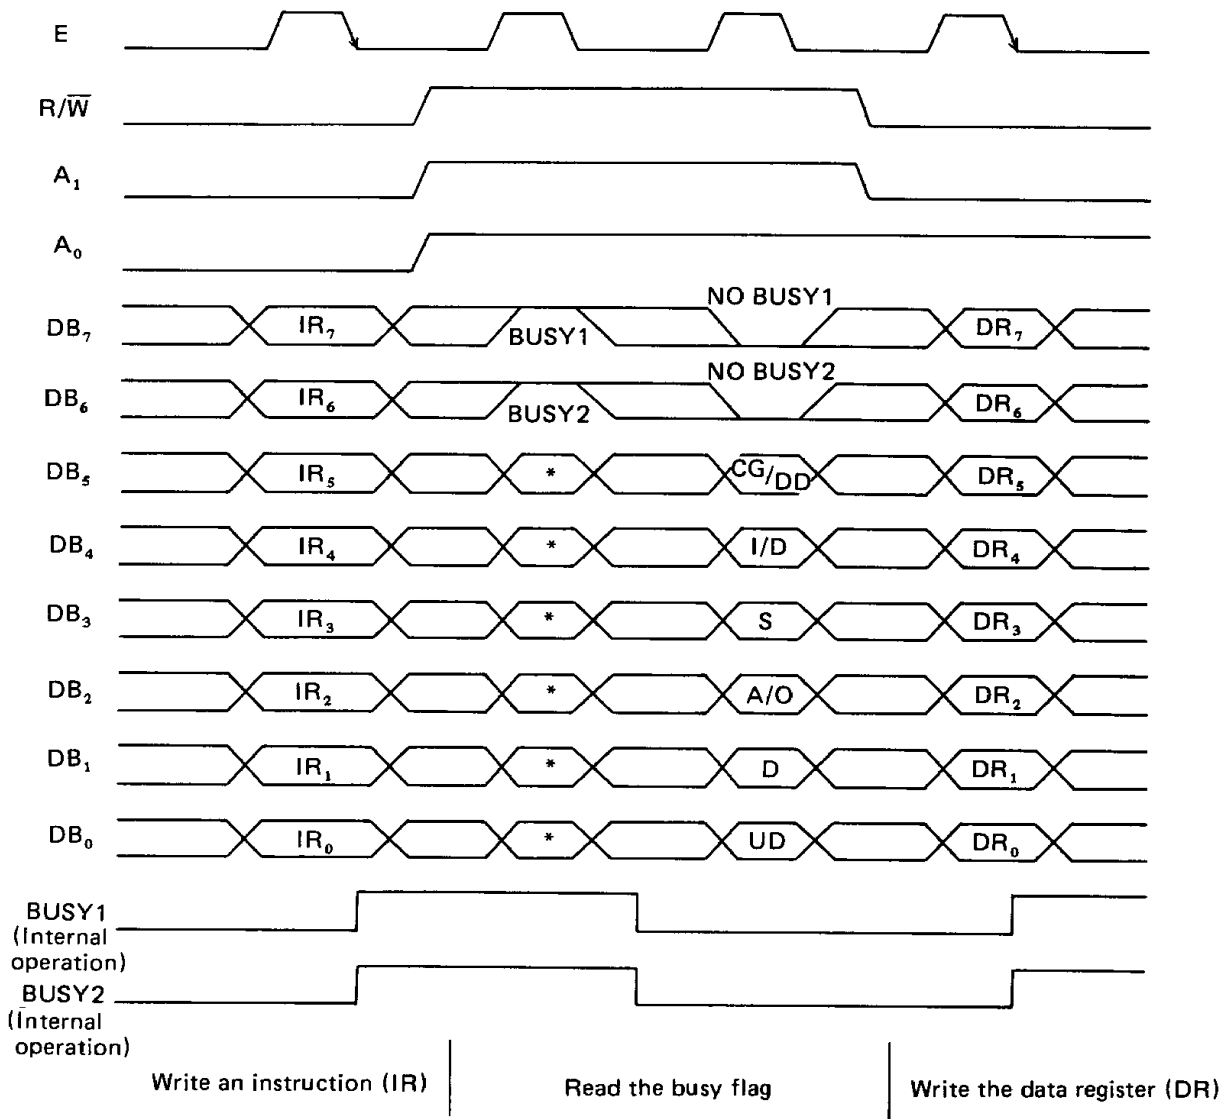 E
R/W̅
A₁
A₀
NO BUSY1
DB₇ IR₇ BUSY1 DR₇
NO BUSY2
DB₆ IR₆ BUSY2 DR₆
DB₅ IR₅ * CG/DD DR₅
DB₄ IR₄ * I/D DR₄
DB₃ IR₃ * S DR₃
DB₂ IR₂ * A/O DR₂
DB₁ IR₁ * D DR₁
DB₀ IR₀ * UD DR₀
BUSY1
(Internal
operation)
BUSY2
(Internal
operation)
Write an instruction (IR) Read the busy flag Write the data register (DR)